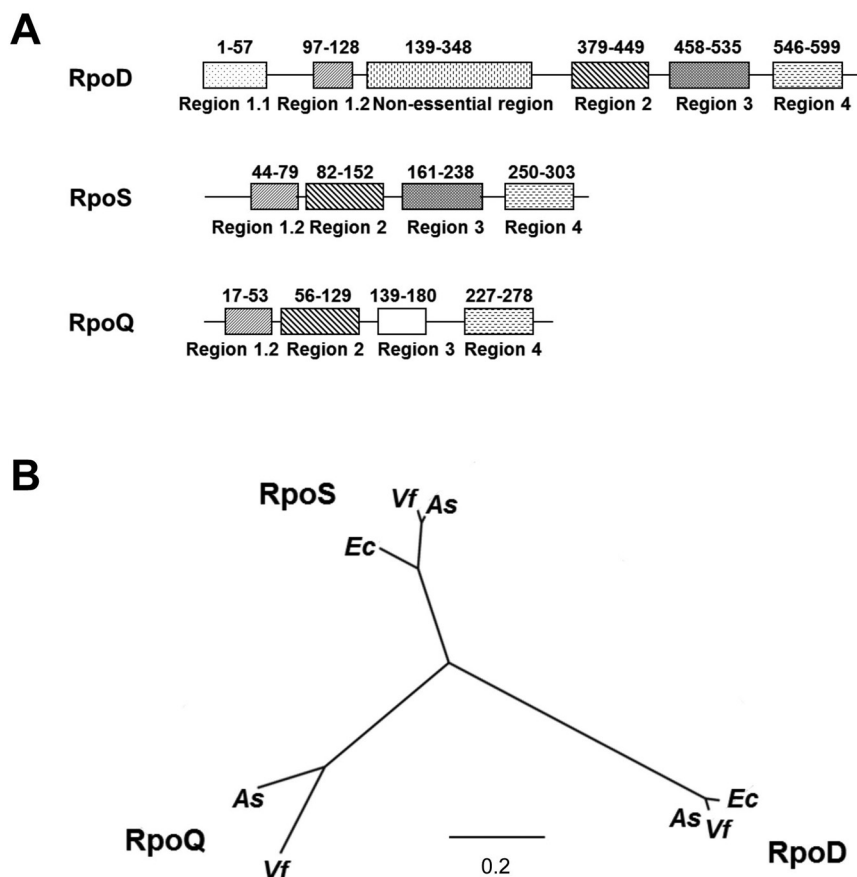 A
1-57 97-128 139-348 379-449 458-535 546-599
RpoD
Region 1.1 Region 1.2 Non-essential region Region 2 Region 3 Region 4
44-79 82-152 161-238 250-303
RpoS
Region 1.2 Region 2 Region 3 Region 4
17-53 56-129 139-180 227-278
RpoQ
Region 1.2 Region 2 Region 3 Region 4
B
RpoS
Vf As
Ec
As
Ec
As Vf
RpoQ
RpoD
Vf
0.2